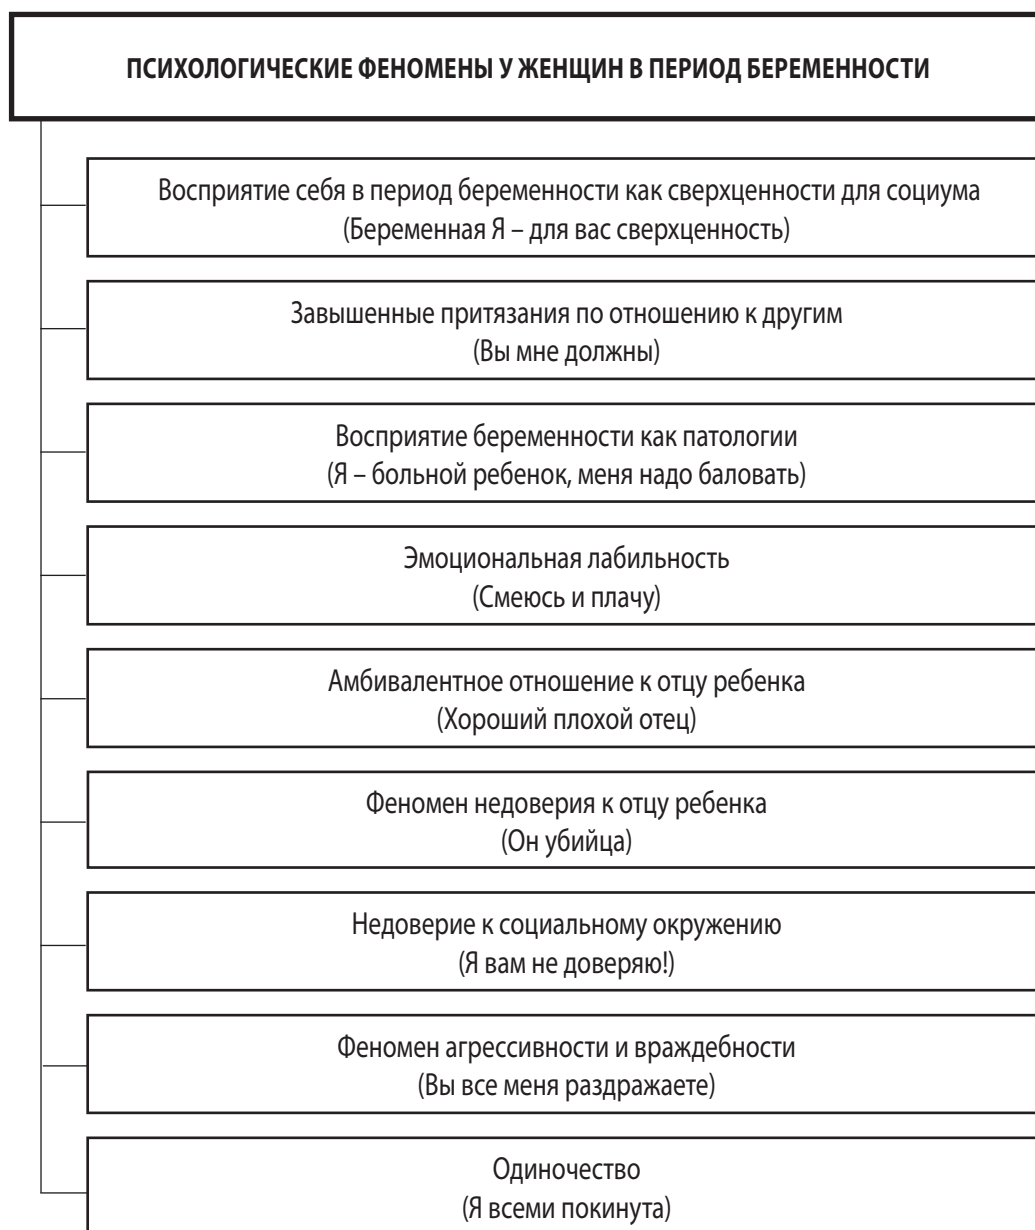 ПСИХОЛОГИЧЕСКИЕ ФЕНОМЕНЫ У ЖЕНЩИН В ПЕРИОД БЕРЕМЕННОСТИ
Восприятие себя в период беременности как сверхценности для социума
(Беременная Я – для вас сверхценность)
Завышенные притязания по отношению к другим
(Вы мне должны)
Восприятие беременности как патологии
(Я – больной ребенок, меня надо баловать)
Эмоциональная лабильность
(Смеюсь и плачу)
Амбивалентное отношение к отцу ребенка
(Хороший плохой отец)
Феномен недоверия к отцу ребенка
(Он убийца)
Недоверие к социальному окружению
(Я вам не доверяю!)
Феномен агрессивности и враждебности
(Вы все меня раздражаете)
Одиночество
(Я всеми покинута)